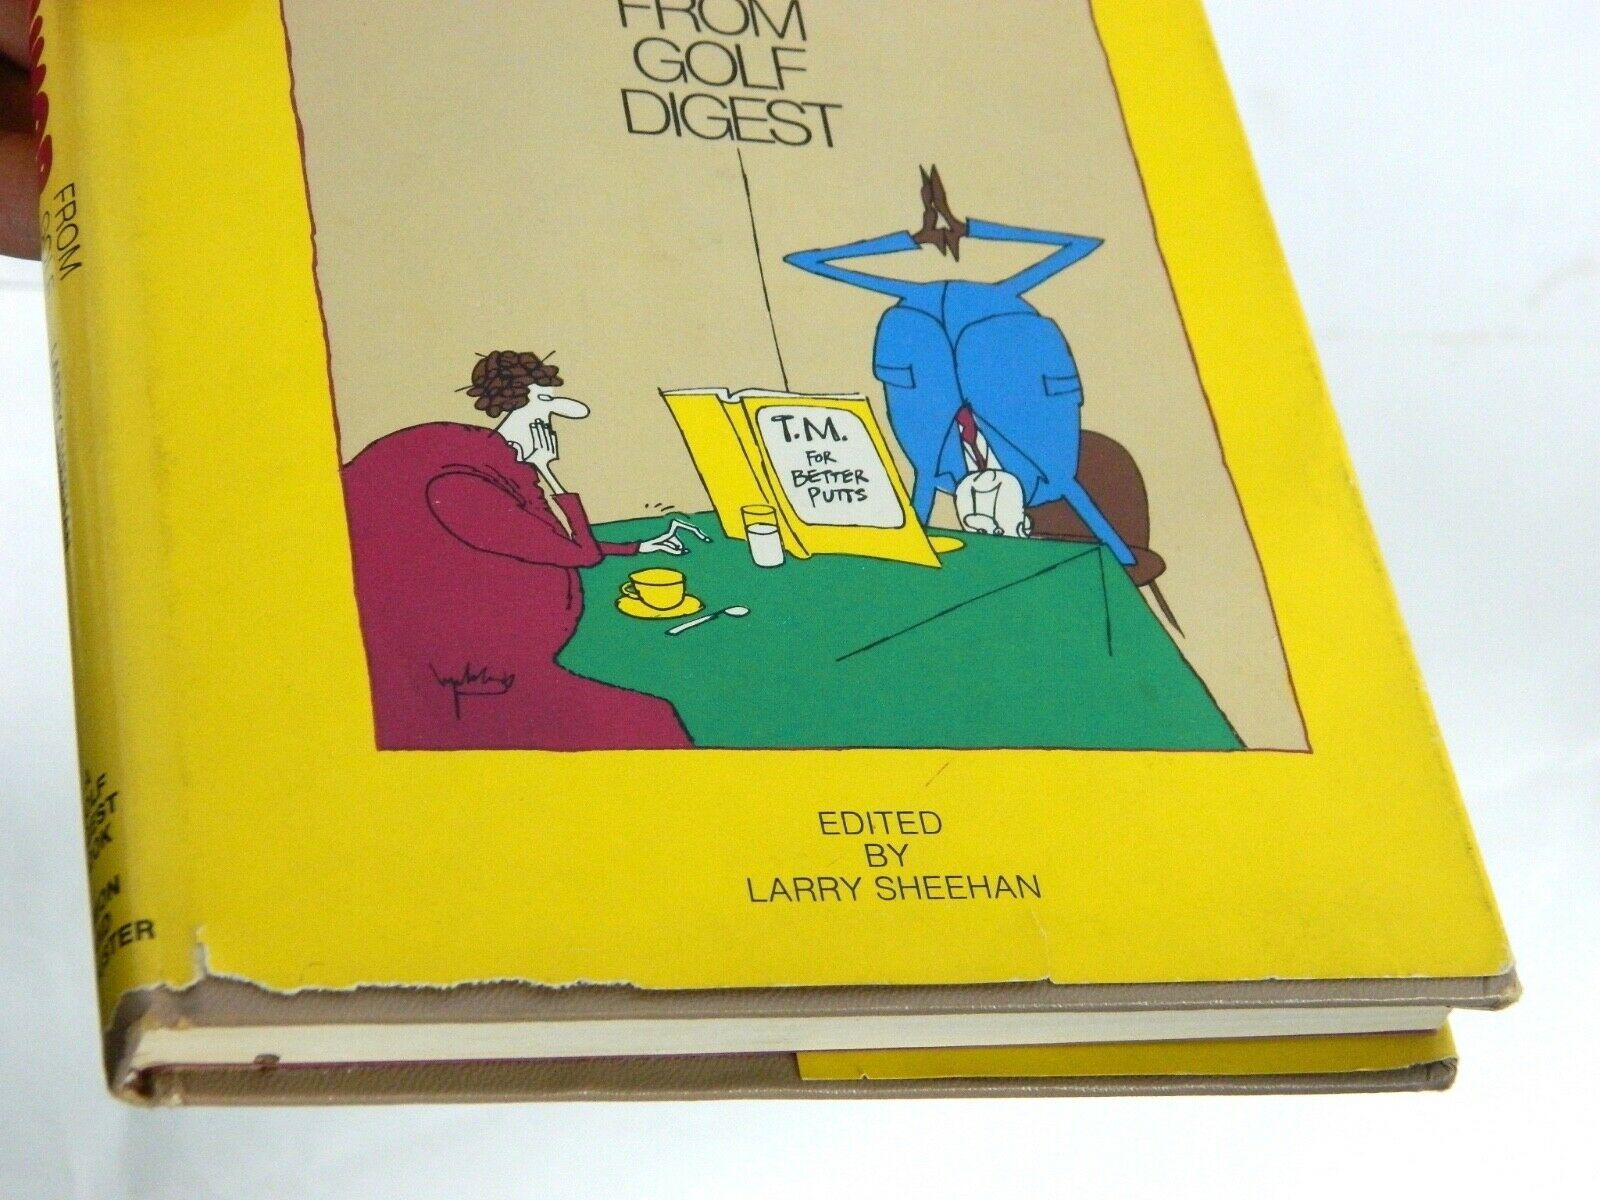 FROM
GOLF
DIGEST
T.M.
FOR
BETTER
PUTTS
EDITED
BY
LARRY SHEEHAN
FROM